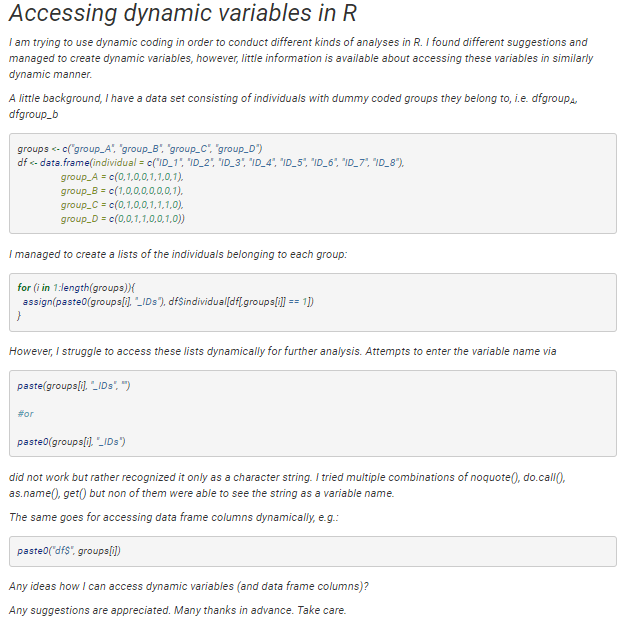 Accessing dynamic variables in R
I am trying to use dynamic coding in order to conduct different kinds of analyses in R. I found different suggestions and
managed to create dynamic variables, however, little information is available about accessing these variables in similarly
dynamic manner.
A little background, I have a data set consisting of individuals with dummy coded groups they belong to, i.e. dfgroupA,
dfgroup_b
groups <- c("group_A", "group_B", "group_C", "group_D")
df <- data.frame(individual = c("ID_1", "ID_2", "ID_3", "ID_4", "ID_5", "ID_6", "ID_7", "ID_8"),
group_A = c(0,1,0,0,1,1,0,1),
group_B = c(1,0,0,0,0,0,0,1),
group_C = c(0,1,0,0,1,1,1,0),
group_D = c(0,0,1,1,0,0,1,0))
I managed to create a lists of the individuals belonging to each group:
for (i in 1:length(groups)){
assign(paste0(groups[i], "_IDs"), df$individual[df[,groups[i]] == 1])
}
However, I struggle to access these lists dynamically for further analysis. Attempts to enter the variable name via
paste(groups[i], "_IDs", "")
#or
paste0(groups[i], "_IDs")
did not work but rather recognized it only as a character string. I tried multiple combinations of noquote(), do.call(),
as.name(), get() but non of them were able to see the string as a variable name.
The same goes for accessing data frame columns dynamically, e.g.:
paste0("df$", groups[i])
Any ideas how I can access dynamic variables (and data frame columns)?
Any suggestions are appreciated. Many thanks in advance. Take care.